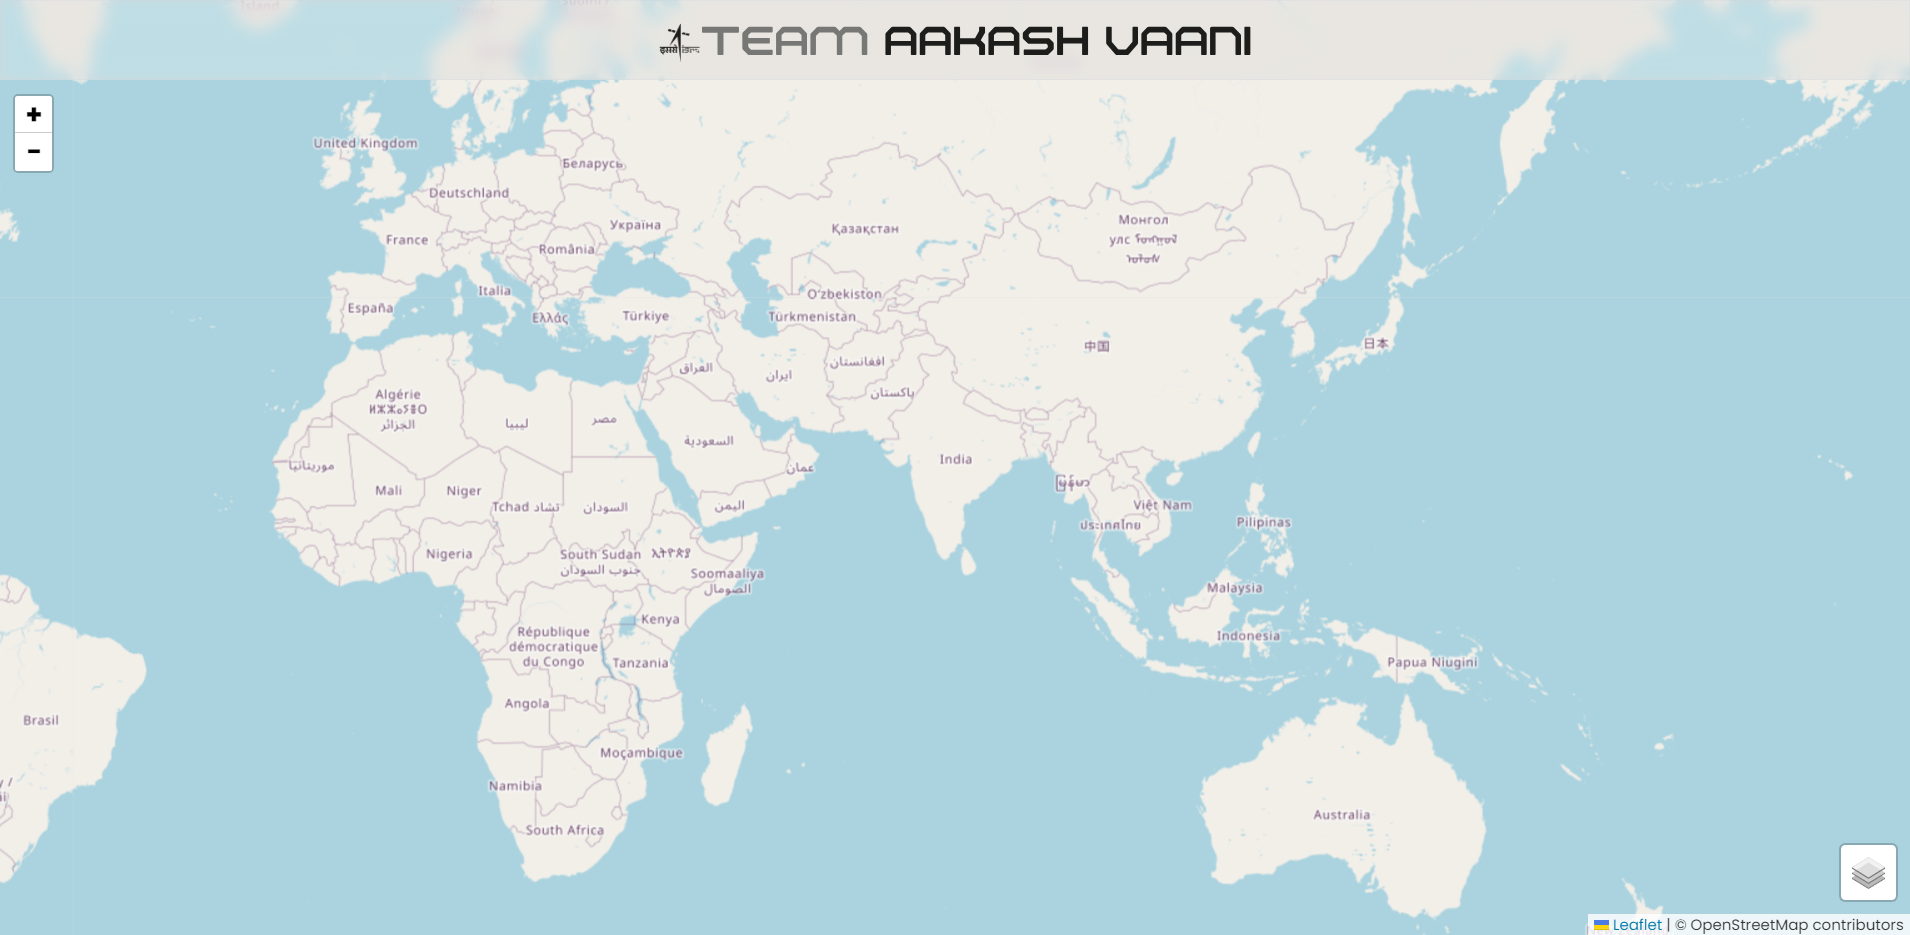 Island
TEAM AAKASH VAANI
इसरो isro
+
−
United Kingdom
Беларусь
Deutschland
Україна
France
România
Қазақстан
Монгол
улс
Italia
España
Ελλάς
Türkiye
Oʻzbekiston
Türkmenistan
中国
日本
العراق
ایران
افغانستان
پاکستان
Algérie
ⵍⵣⵣⴰⵢⴻⵔ
الجزائر
ليبيا
مصر
السعودية
عمان
موريتانيا
India
Mali
Niger
Tchad تشاد
السودان
اليمن
မြန်မာ
Việt Nam
ประเทศไทย
Pilipinas
Nigeria
South Sudan
جنوب السودان
ኢትዮጵያ
Soomaaliya
الصومال
Malaysia
Kenya
Indonesia
République
démocratique
du Congo
Tanzania
Papua Niugini
Angola
Brasil
Moçambique
Namibia
South Africa
Australia
Leaflet | © OpenStreetMap contributors